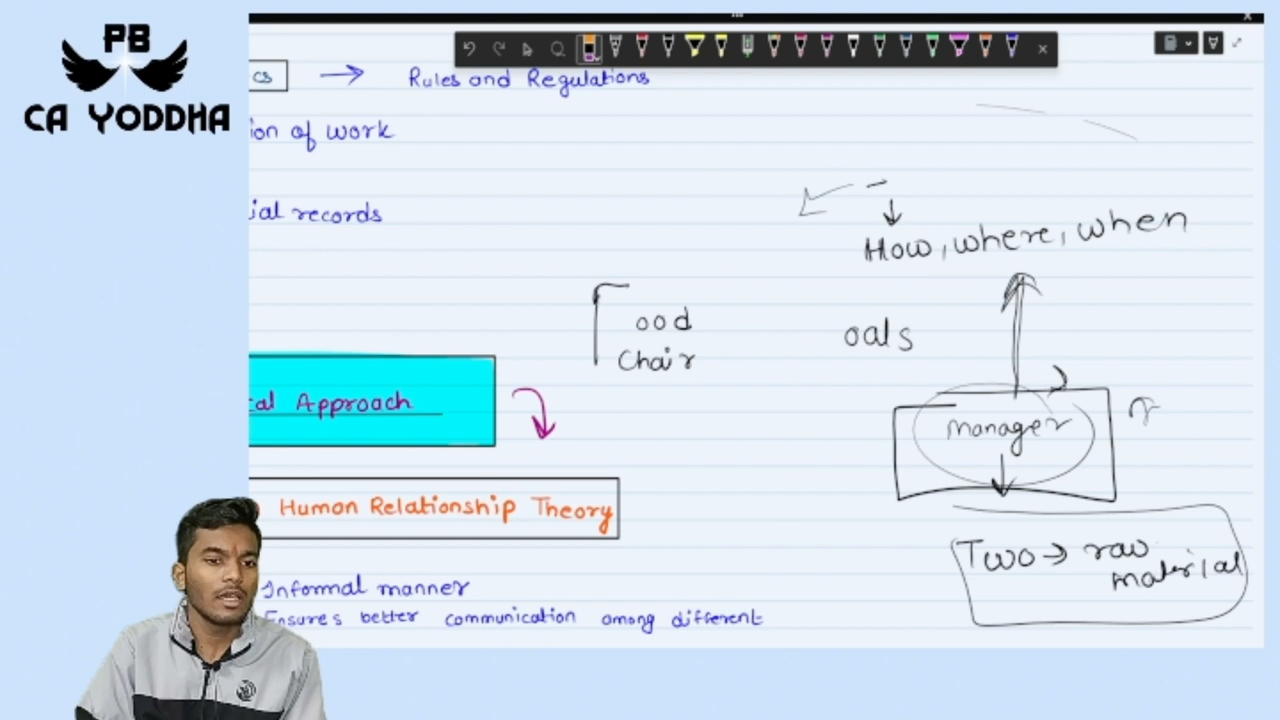 PB
CA YODDHA
cs → Rules and Regulations
ion of work
ial records
How, where, when
ood
Chair
oals
cal Approach
manager
Human Relationship Theory
Two → raw
material
Informal manner
Ensures better communication among different